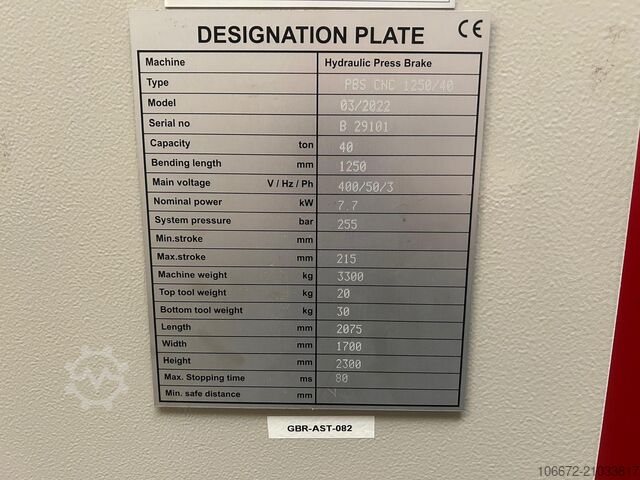 DESIGNATION PLATE CE
Machine Hydraulic Press Brake
Type PBS CNC 1250/40
Model 03/2022
Serial no B 29101
Capacity ton 40
Bending length mm 1250
Main voltage V / Hz / Ph 400/50/3
Nominal power kW 7.7
System pressure bar 255
Min.stroke mm
Max.stroke mm 215
Machine weight kg 3300
Top tool weight kg 20
Bottom tool weight kg 30
Length mm 2075
Width mm 1700
Height mm 2300
Max. Stopping time ms 80
Min. safe distance mm
GBR-AST-082